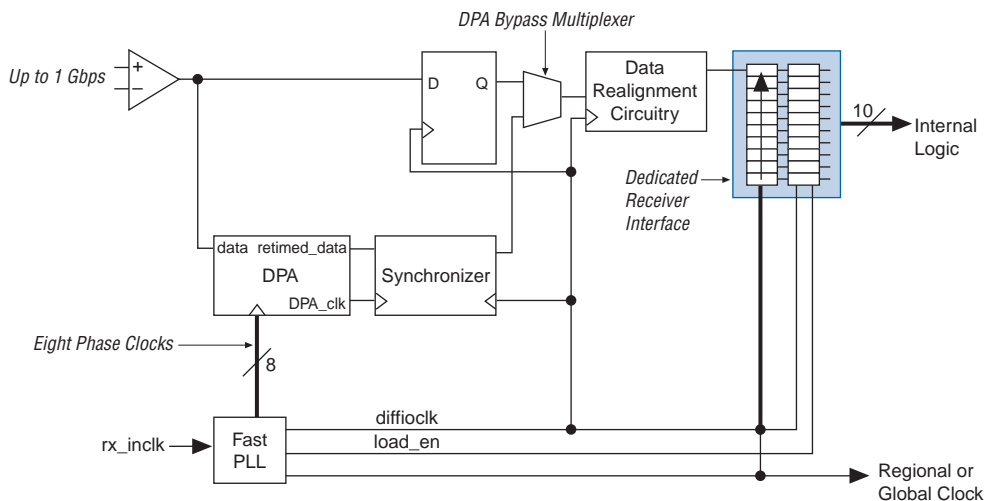 DPA Bypass Multiplexer
Up to 1 Gbps
+
–
D Q
Data
Realignment
Circuitry
10
Internal
Logic
Dedicated
Receiver
Interface
data retimed_data
DPA
DPA_clk
Synchronizer
Eight Phase Clocks
8
rx_inclk
Fast
PLL
diffioclk
load_en
Regional or
Global Clock